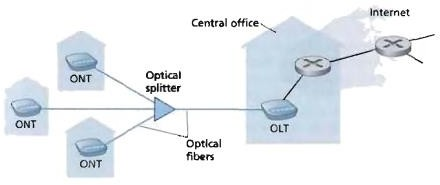 Internet
Central office
ONT
Optical
splitter
ONT
OLT
Optical
fibers
ONT